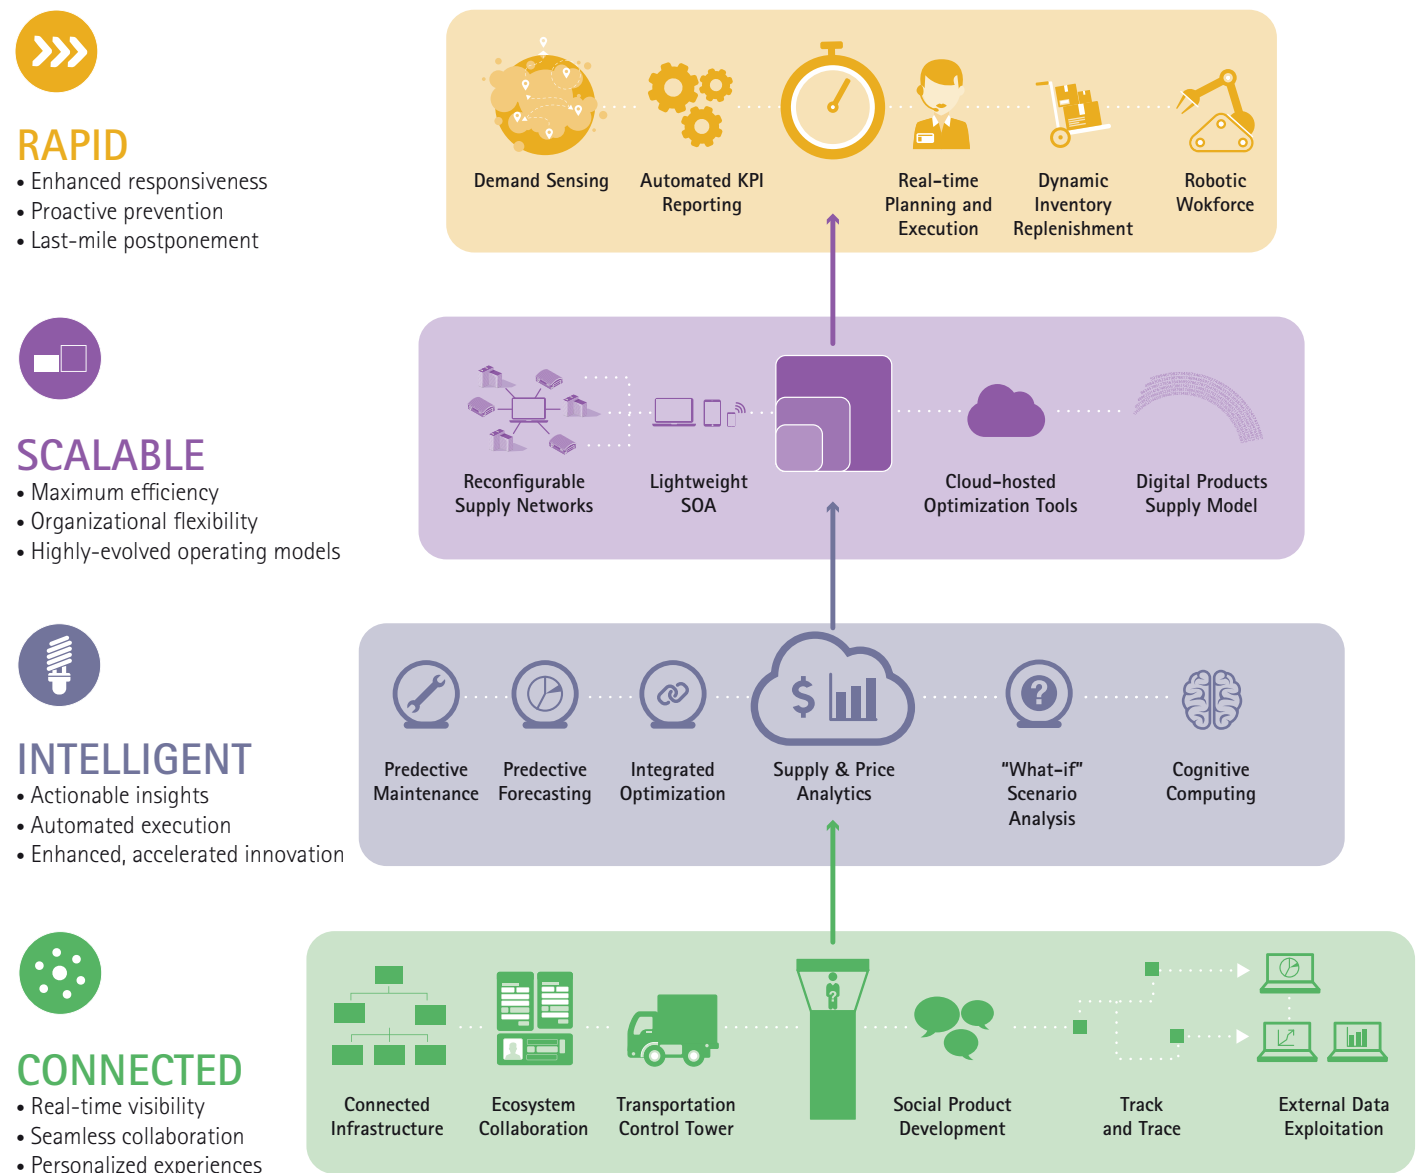 RAPID
• Enhanced responsiveness
• Proactive prevention
• Last-mile postponement
Demand Sensing
Automated KPI
Reporting
Real-time
Planning and
Execution
Dynamic
Inventory
Replenishment
Robotic
Wokforce
SCALABLE
• Maximum efficiency
• Organizational flexibility
• Highly-evolved operating models
Reconfigurable
Supply Networks
Lightweight
SOA
Cloud-hosted
Optimization Tools
Digital Products
Supply Model
INTELLIGENT
• Actionable insights
• Automated execution
• Enhanced, accelerated innovation
$
?
Predective
Maintenance
Predective
Forecasting
Integrated
Optimization
Supply & Price
Analytics
“What-if”
Scenario
Analysis
Cognitive
Computing
CONNECTED
• Real-time visibility
• Seamless collaboration
• Personalized experiences
?
Connected
Infrastructure
Ecosystem
Collaboration
Transportation
Control Tower
Social Product
Development
Track
and Trace
External Data
Exploitation